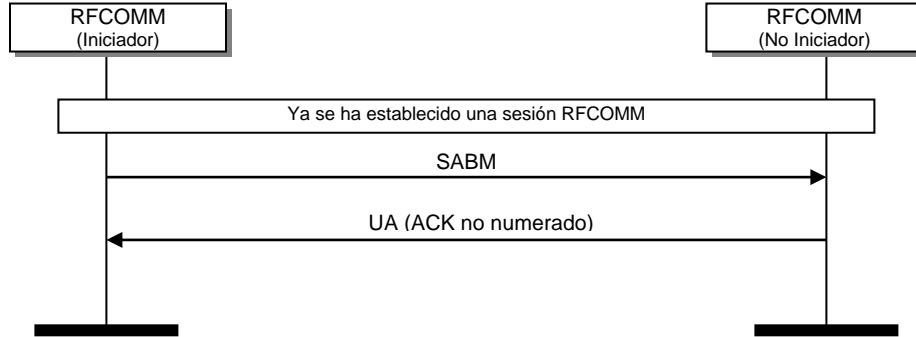 RFCOMM
(Iniciador)
RFCOMM
(No Iniciador)
Ya se ha establecido una sesión RFCOMM
SABM
UA (ACK no numerado)